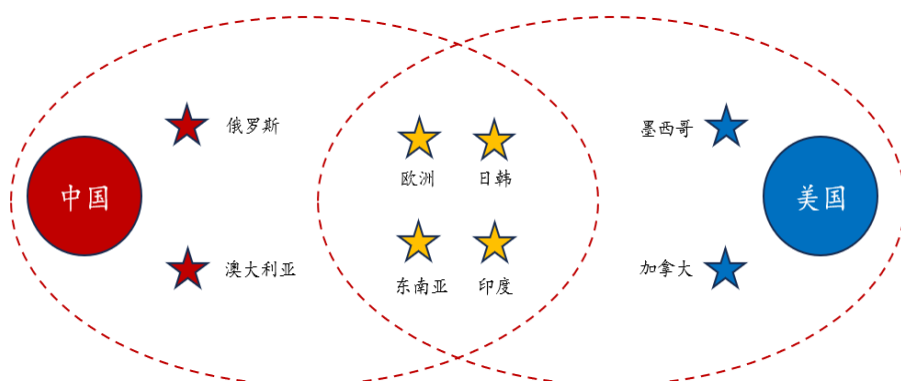 俄罗斯
墨西哥
欧洲
日韩
中国
美国
澳大利亚
加拿大
东南亚
印度